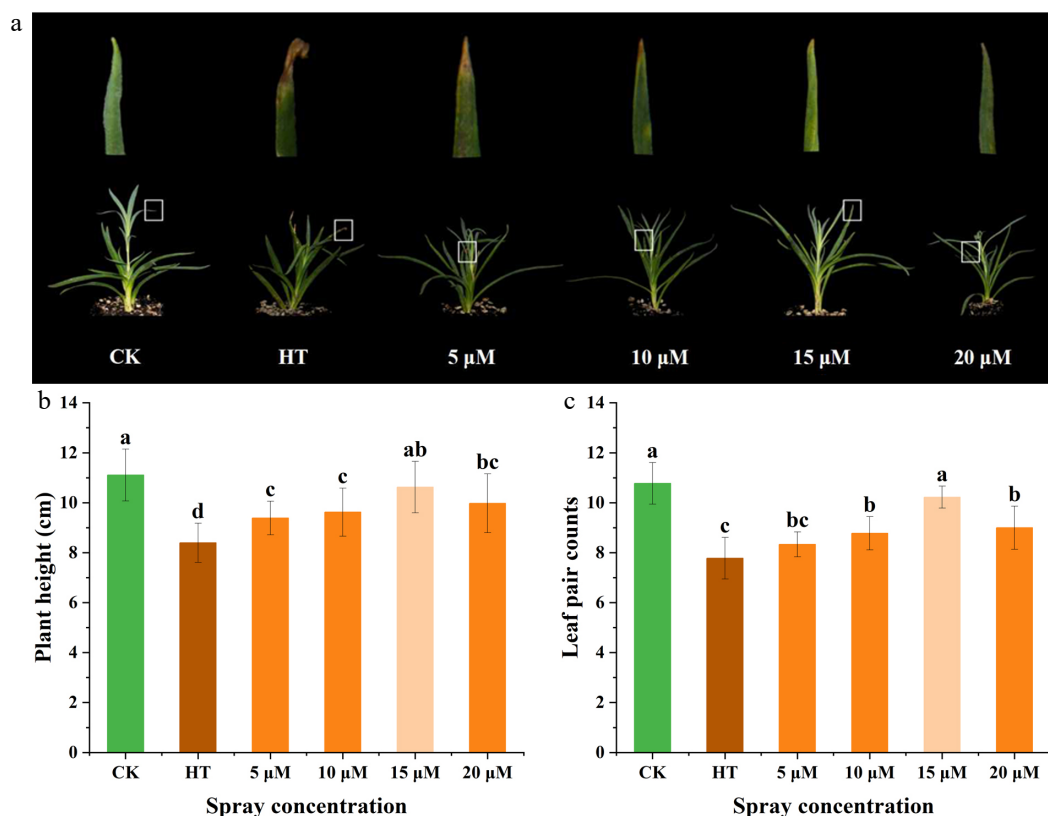 a
CK HT 5 μM 10 μM 15 μM 20 μM
b
14
12
10
8
6
4
2
0
Plant height (cm)
a
d
c
c
ab
bc
CK HT 5 μM 10 μM 15 μM 20 μM
Spray concentration
c
14
12
10
8
6
4
2
0
Leaf pair counts
a
c
bc
b
a
b
CK HT 5 μM 10 μM 15 μM 20 μM
Spray concentration